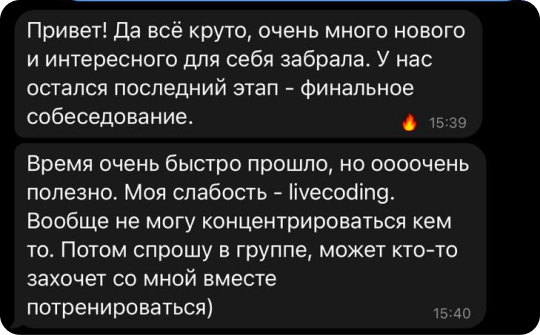 Привет! Да всё круто, очень много нового
и интересного для себя забрала. У нас
остался последний этап - финальное
собеседование.
🔥 15:39
Время очень быстро прошло, но оооочень
полезно. Моя слабость - livecoding.
Вообще не могу концентрироваться кем
то. Потом спрошу в группе, может кто-то
захочет со мной вместе
потренироваться)
15:40